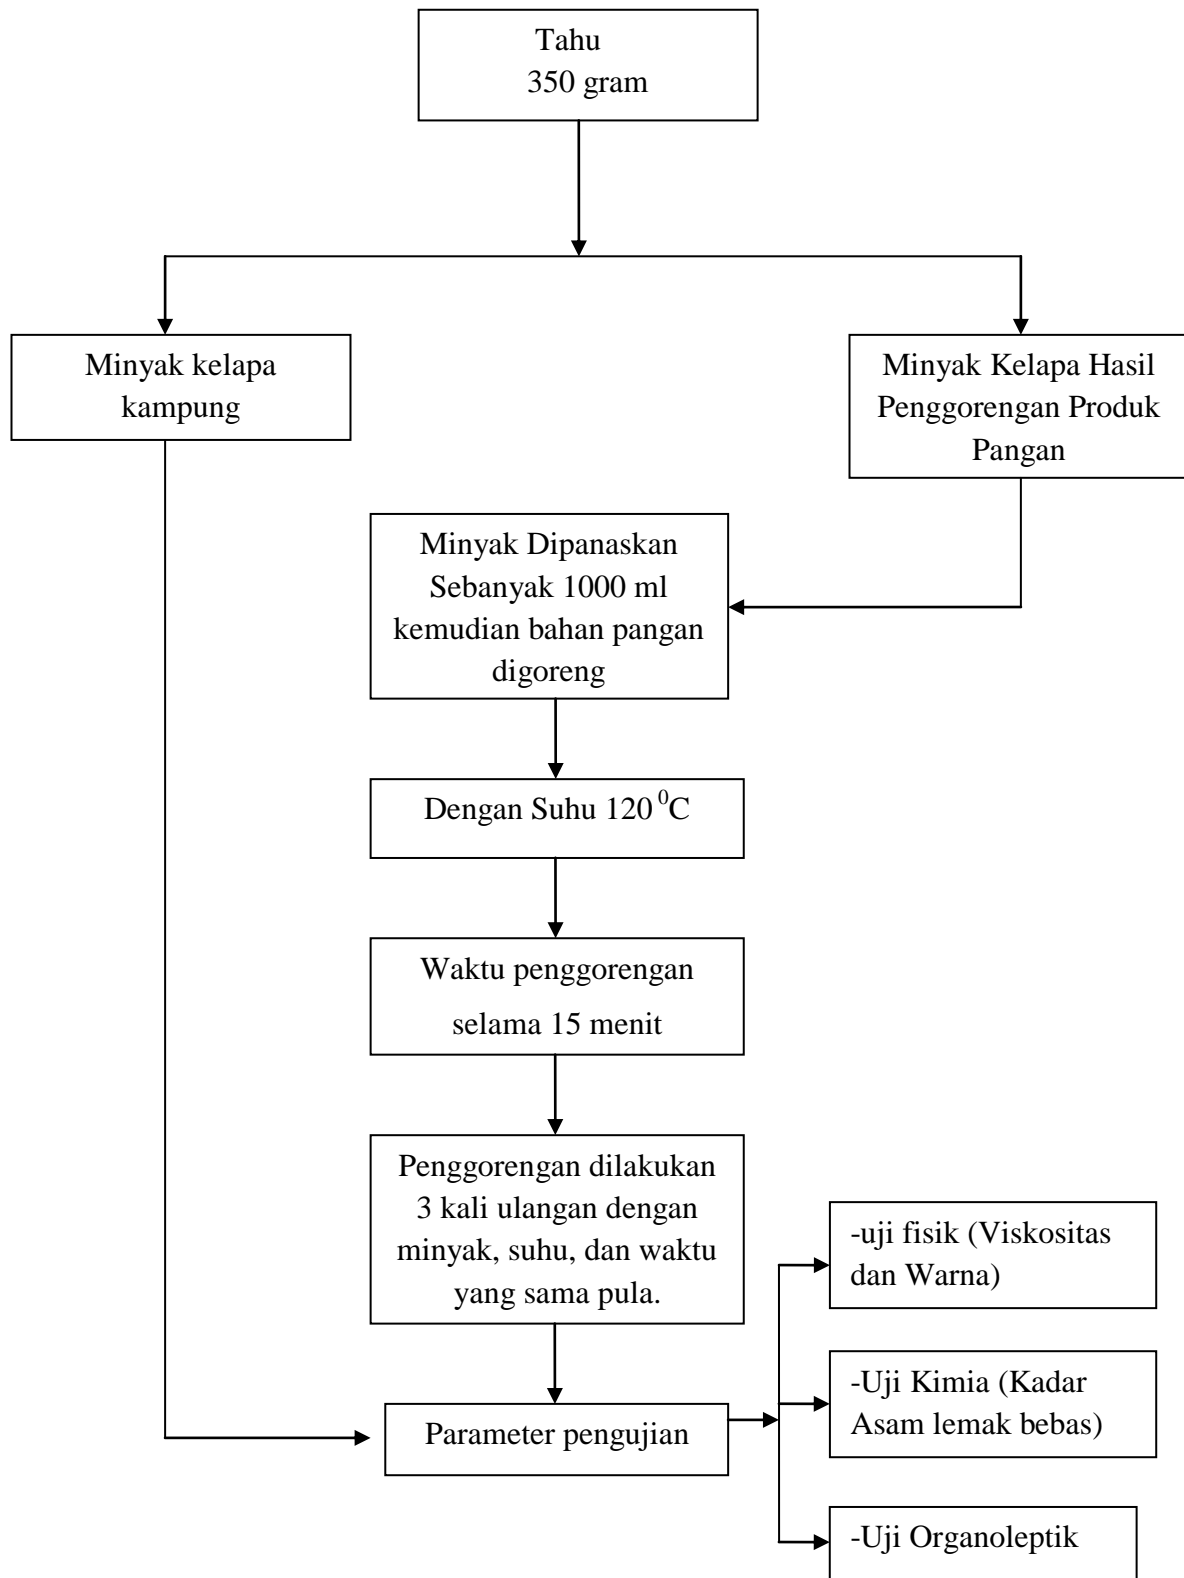 Tahu
350 gram
Minyak kelapa
kampung
Minyak Kelapa Hasil
Penggorengan Produk
Pangan
Minyak Dipanaskan
Sebanyak 1000 ml
kemudian bahan pangan
digoreng
Dengan Suhu 120 ⁰C
Waktu penggorengan
selama 15 menit
Penggorengan dilakukan
3 kali ulangan dengan
minyak, suhu, dan waktu
yang sama pula.
Parameter pengujian
-uji fisik (Viskositas
dan Warna)
-Uji Kimia (Kadar
Asam lemak bebas)
-Uji Organoleptik